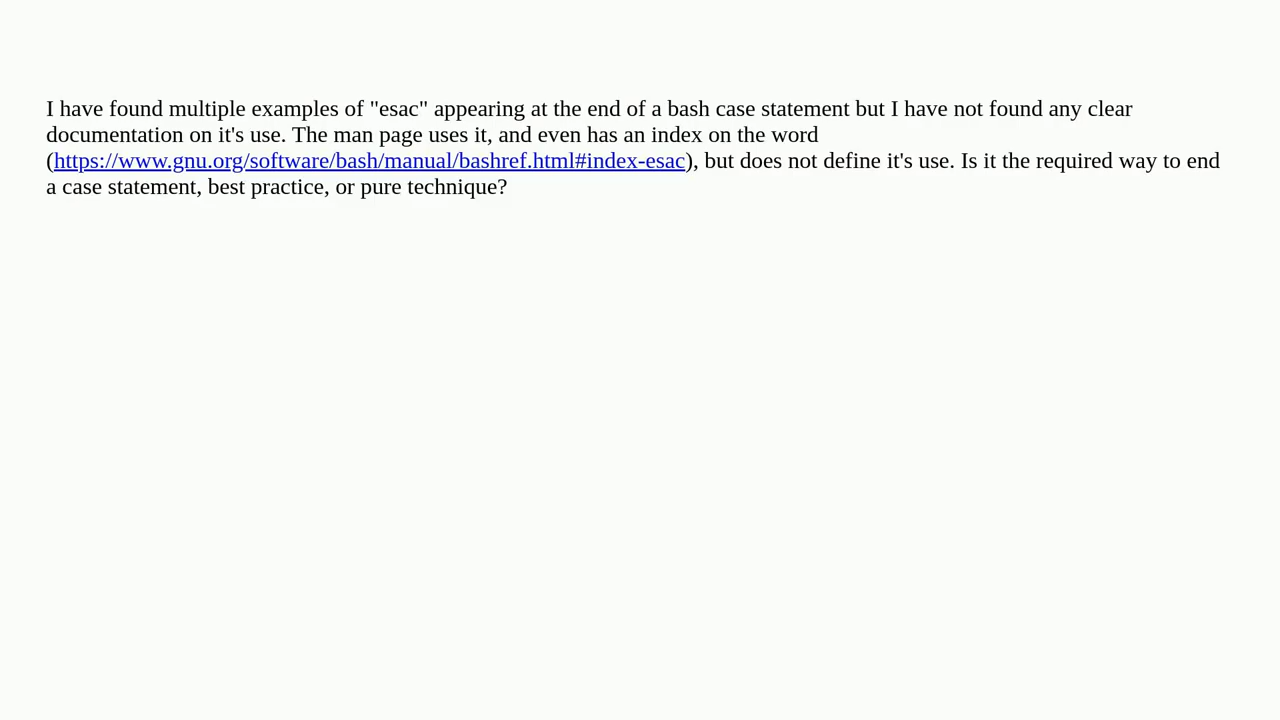 I have found multiple examples of "esac" appearing at the end of a bash case statement but I have not found any clear
documentation on it's use. The man page uses it, and even has an index on the word
(https://www.gnu.org/software/bash/manual/bashref.html#index-esac), but does not define it's use. Is it the required way to end
a case statement, best practice, or pure technique?